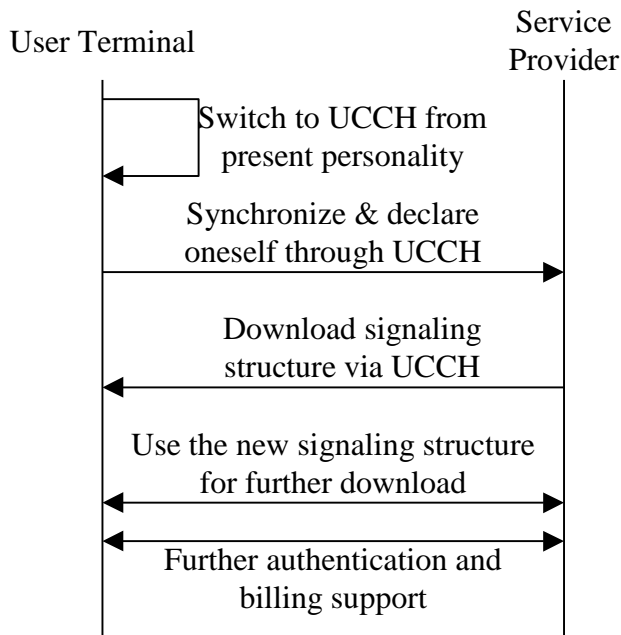 User Terminal
Service
Provider
Switch to UCCH from
present personality
Synchronize & declare
oneself through UCCH
Download signaling
structure via UCCH
Use the new signaling structure
for further download
Further authentication and
billing support